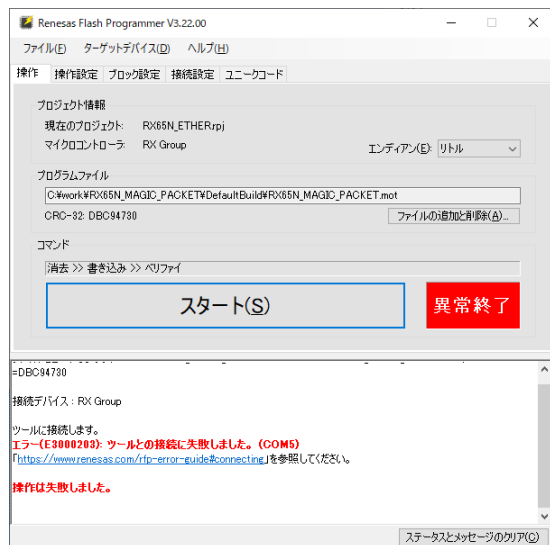 Renesas Flash Programmer V3.22.00
ファイル(F) ターゲットデバイス(D) ヘルプ(H)
操作 操作設定 ブロック設定 接続設定 ユニークコード
プロジェクト情報
現在のプロジェクト: RX65N_ETHER.rpj
マイクロコントローラ: RX Group
エンディアン(E): リトル
プログラムファイル
C:¥work¥RX65N_MAGIC_PACKET¥DefaultBuild¥RX65N_MAGIC_PACKET.mot
CRC-32: DBC94730
ファイルの追加と削除(A)...
コマンド
消去 >> 書き込み >> ベリファイ
スタート(S)
異常終了
=DBC94730
接続デバイス : RX Group
ツールに接続します。
エラー(E3000203): ツールとの接続に失敗しました。 (COM5)
「https://www.renesas.com/rfp-error-guide#connecting」を参照してください。
操作は失敗しました。
ステータスとメッセージのクリア(C)